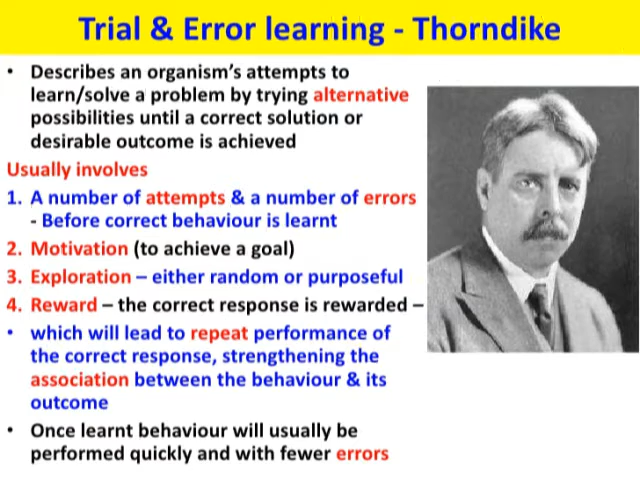 Trial & Error learning - Thorndike
• Describes an organism's attempts to
learn/solve a problem by trying alternative
possibilities until a correct solution or
desirable outcome is achieved
Usually involves
1. A number of attempts & a number of errors
- Before correct behaviour is learnt
2. Motivation (to achieve a goal)
3. Exploration – either random or purposeful
4. Reward – the correct response is rewarded –
• which will lead to repeat performance of
the correct response, strengthening the
association between the behaviour & its
outcome
• Once learnt behaviour will usually be
performed quickly and with fewer errors